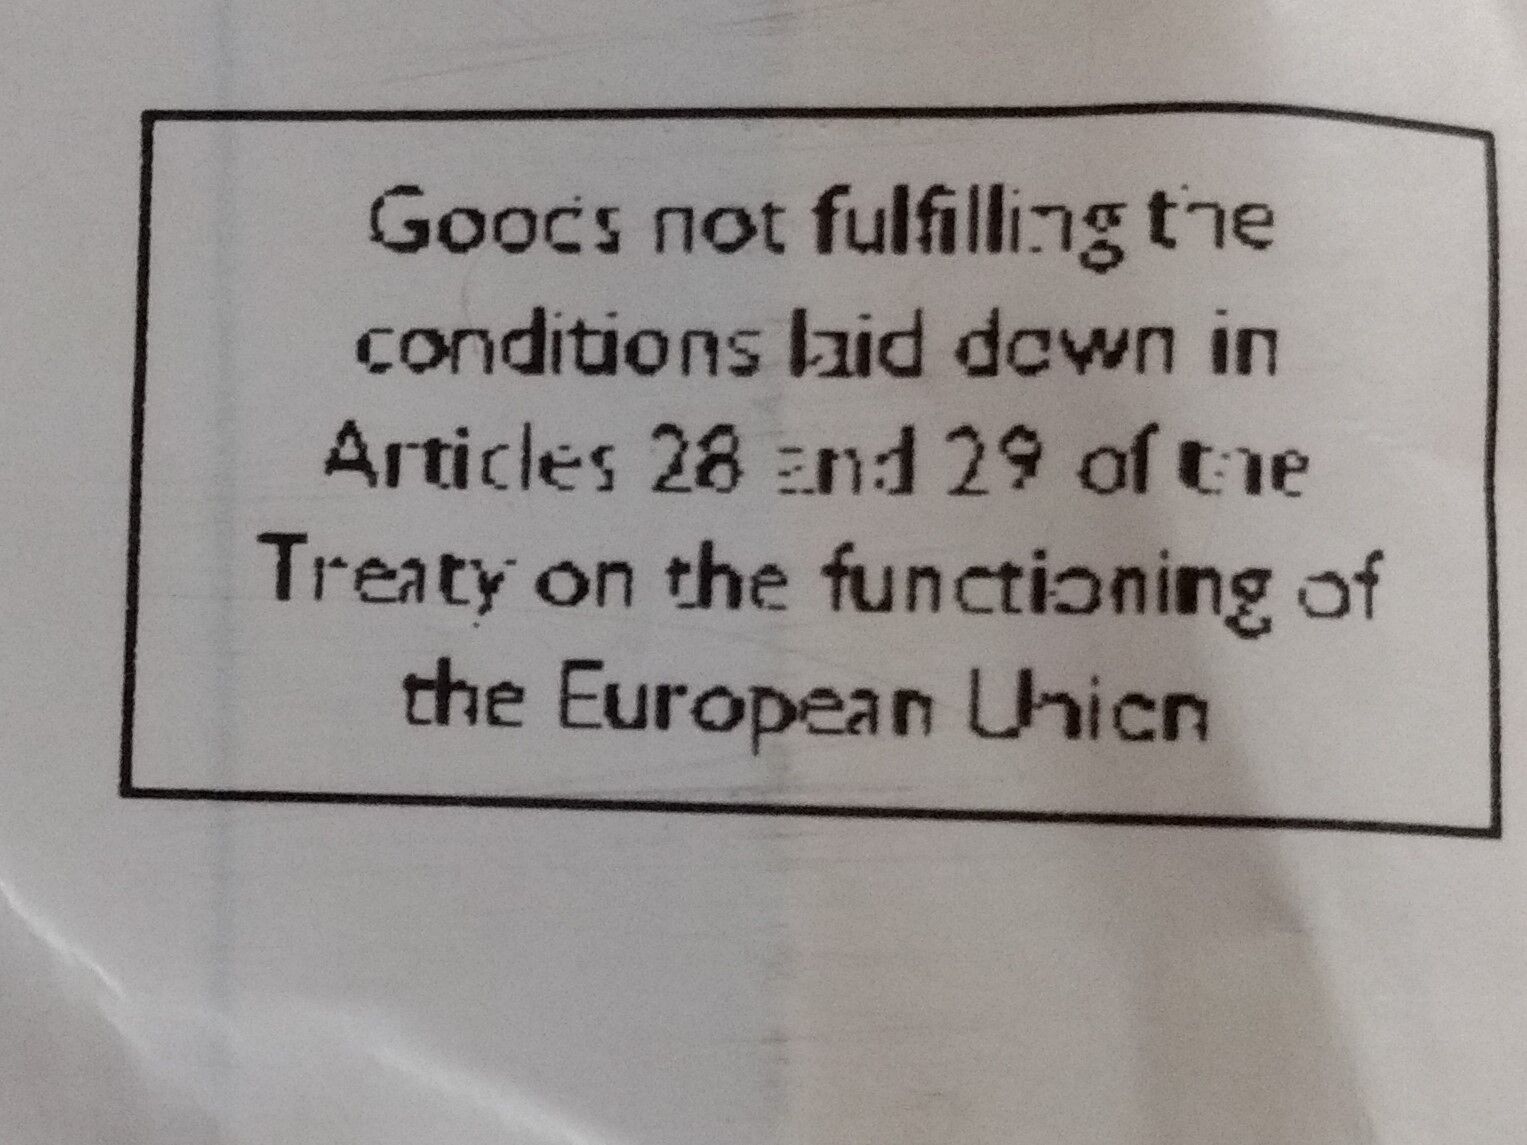 Goods not fulfilling the
conditions laid down in
Articles 28 and 29 of the
Treaty on the functioning of
the European Union